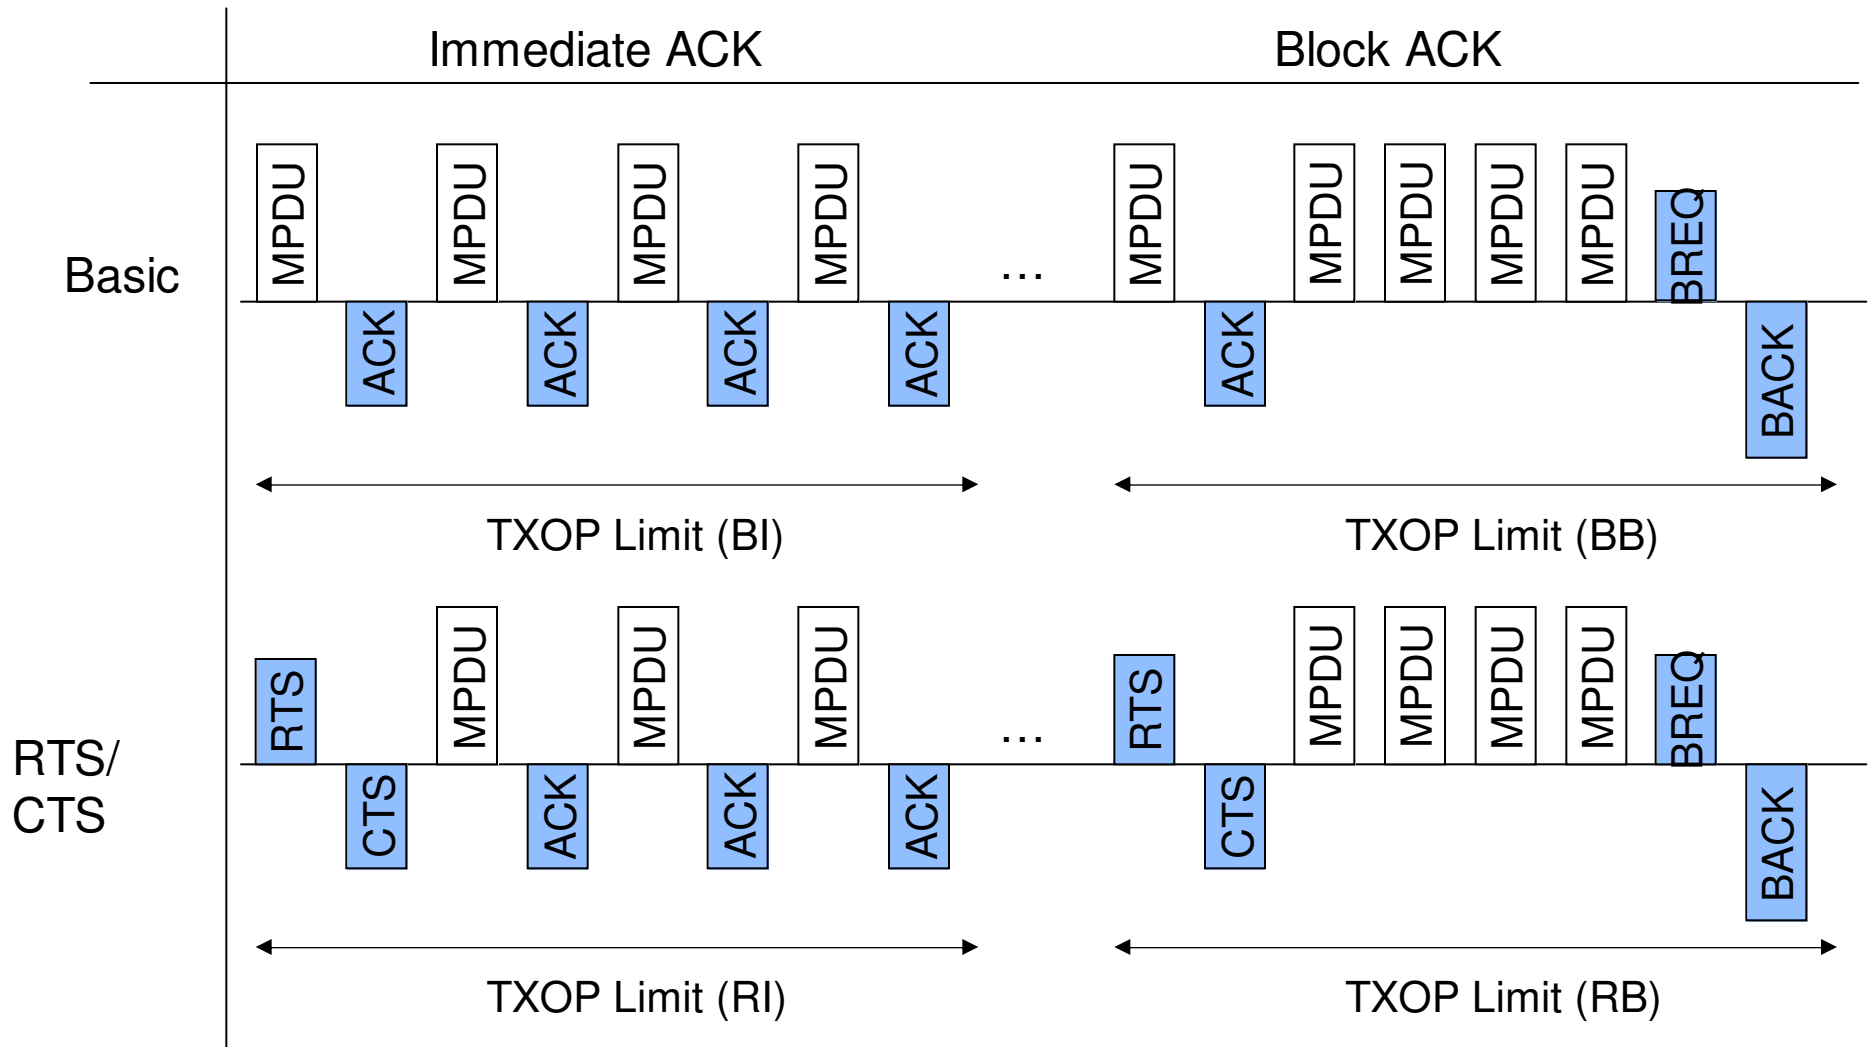 Immediate ACK
Block ACK
Basic
MPDU
ACK
MPDU
ACK
MPDU
ACK
MPDU
ACK
...
MPDU
ACK
MPDU
MPDU
MPDU
MPDU
BREQ
BACK
TXOP Limit (BI)
TXOP Limit (BB)
RTS/
CTS
RTS
CTS
MPDU
ACK
MPDU
ACK
MPDU
ACK
...
RTS
CTS
MPDU
MPDU
MPDU
MPDU
BREQ
BACK
TXOP Limit (RI)
TXOP Limit (RB)